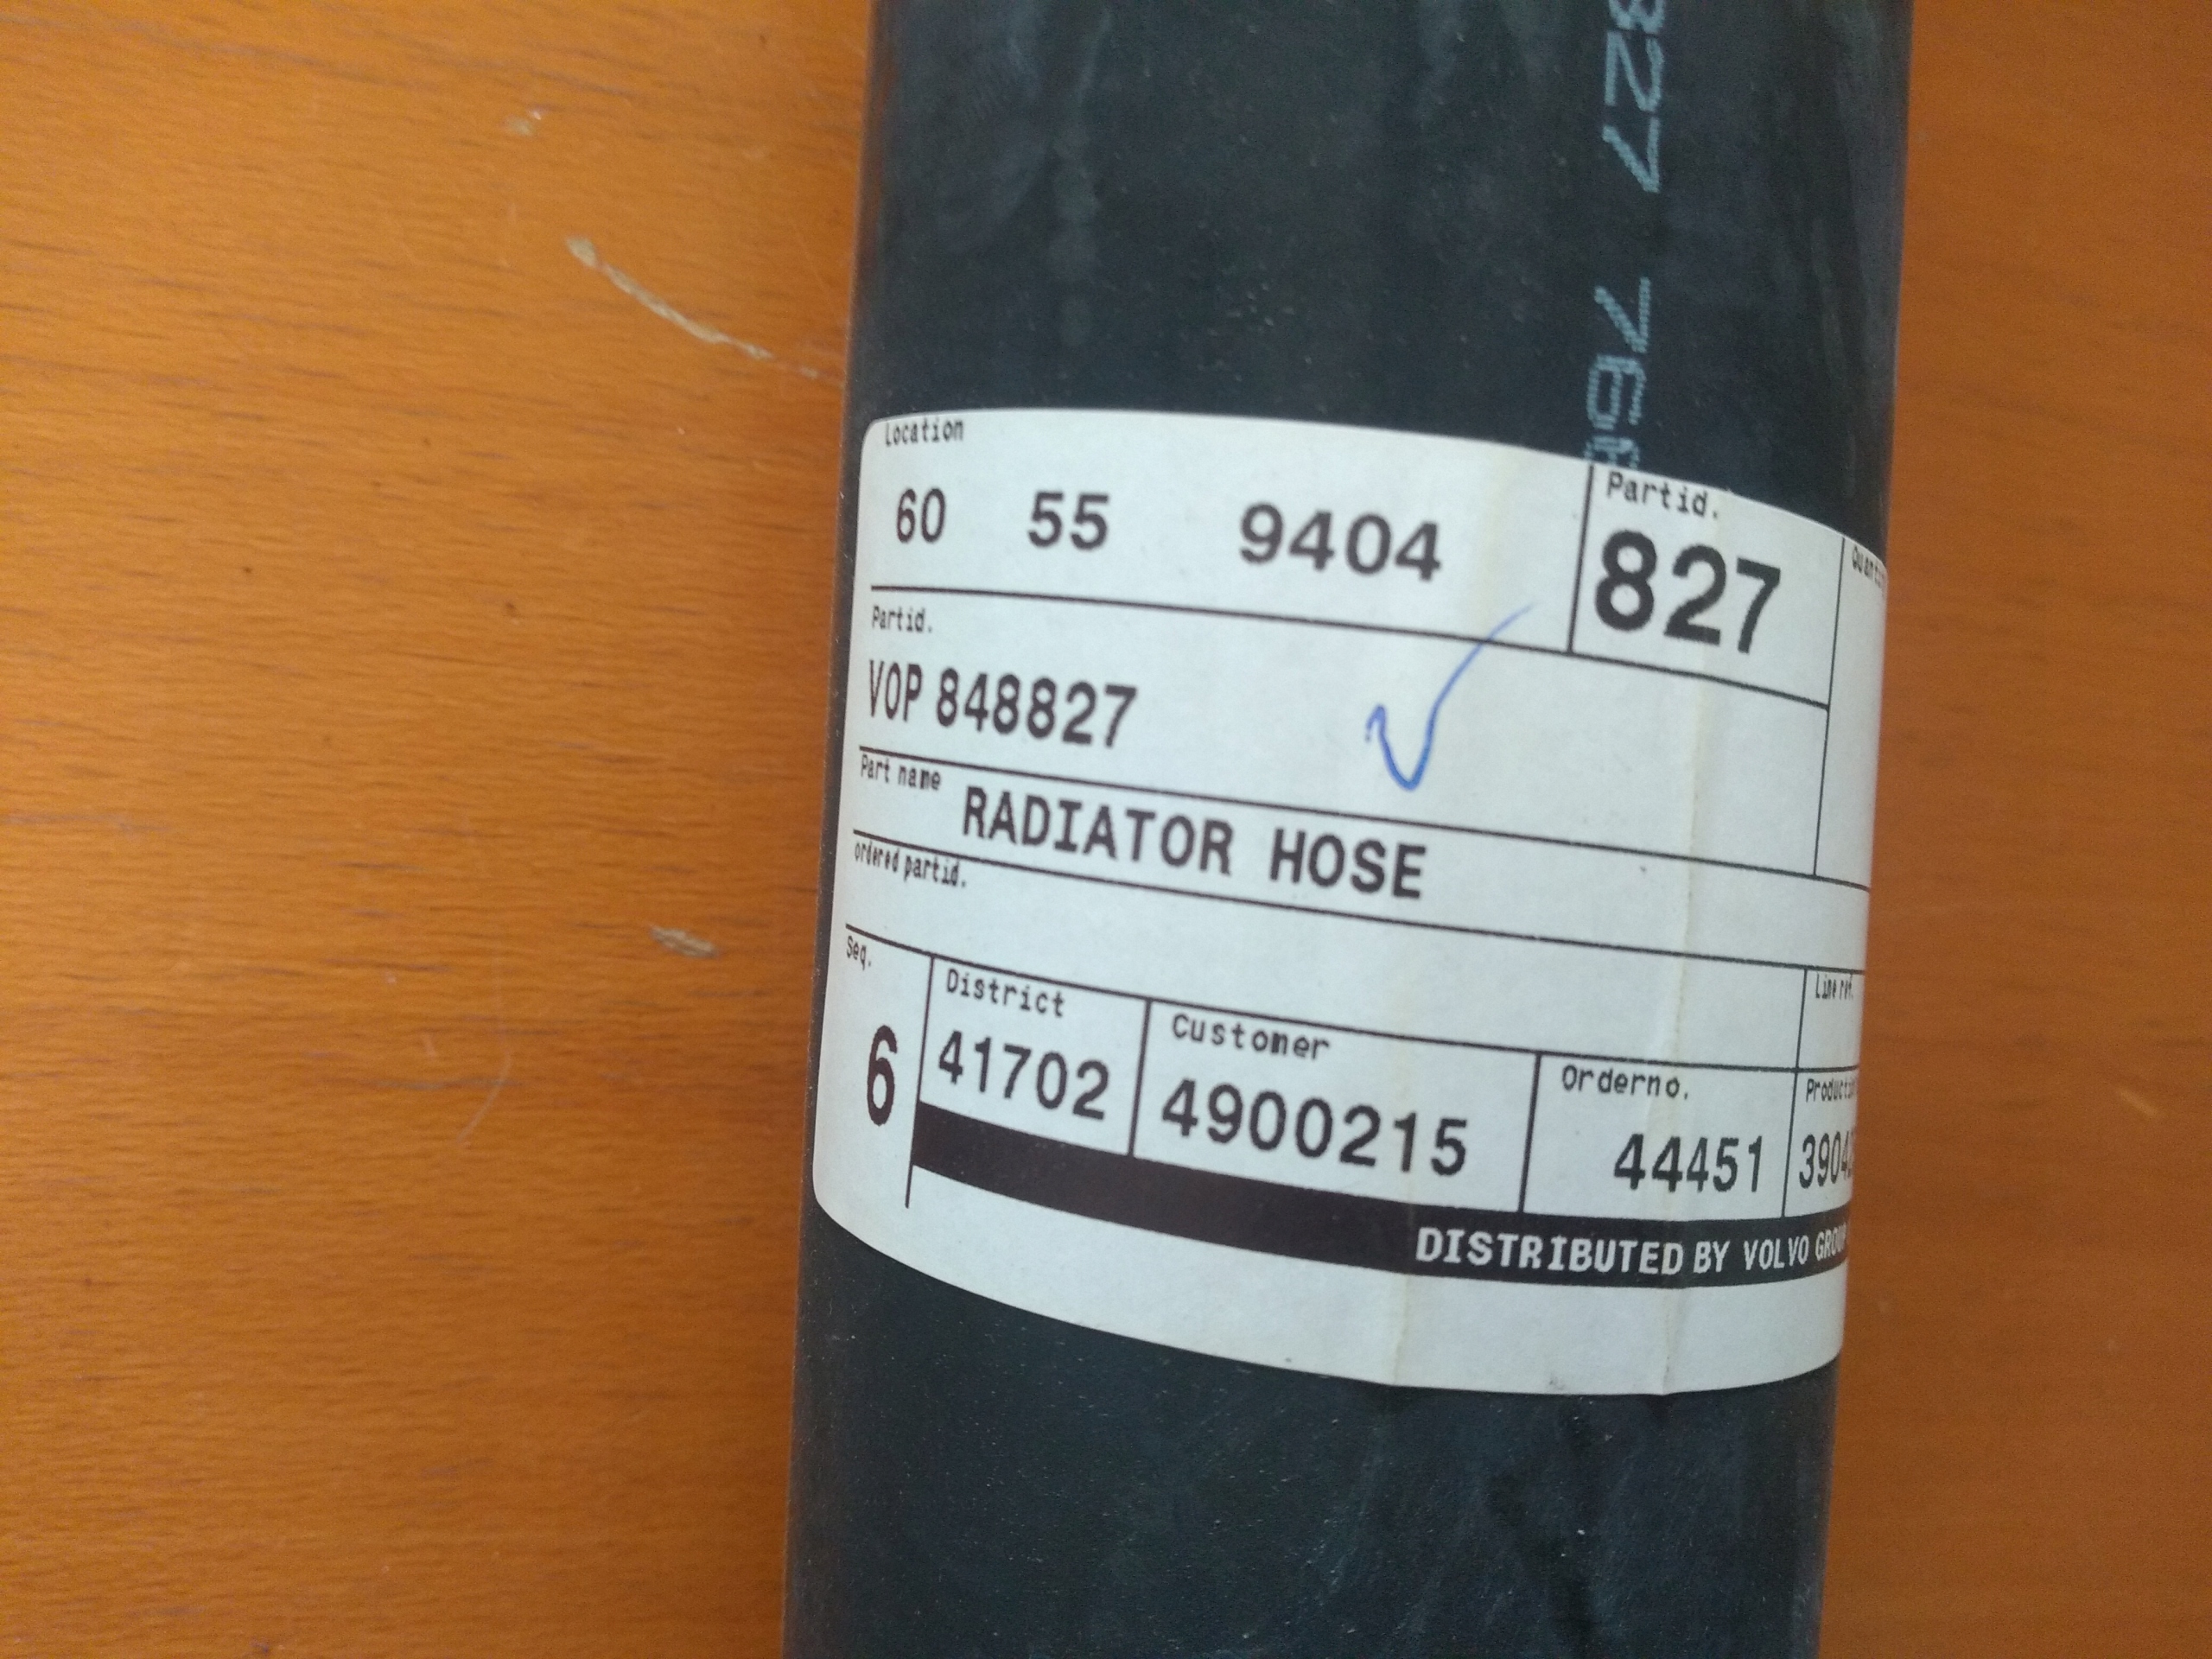 827 76
Location
60 55 9404
Partid.
827
Partid.
VOP 848827
Part name
RADIATOR HOSE
ordered partid.
Seq.
6
District
41702
Customer
4900215
Line ref.
Orderno.
44451
DISTRIBUTED BY VOLVO GROUP